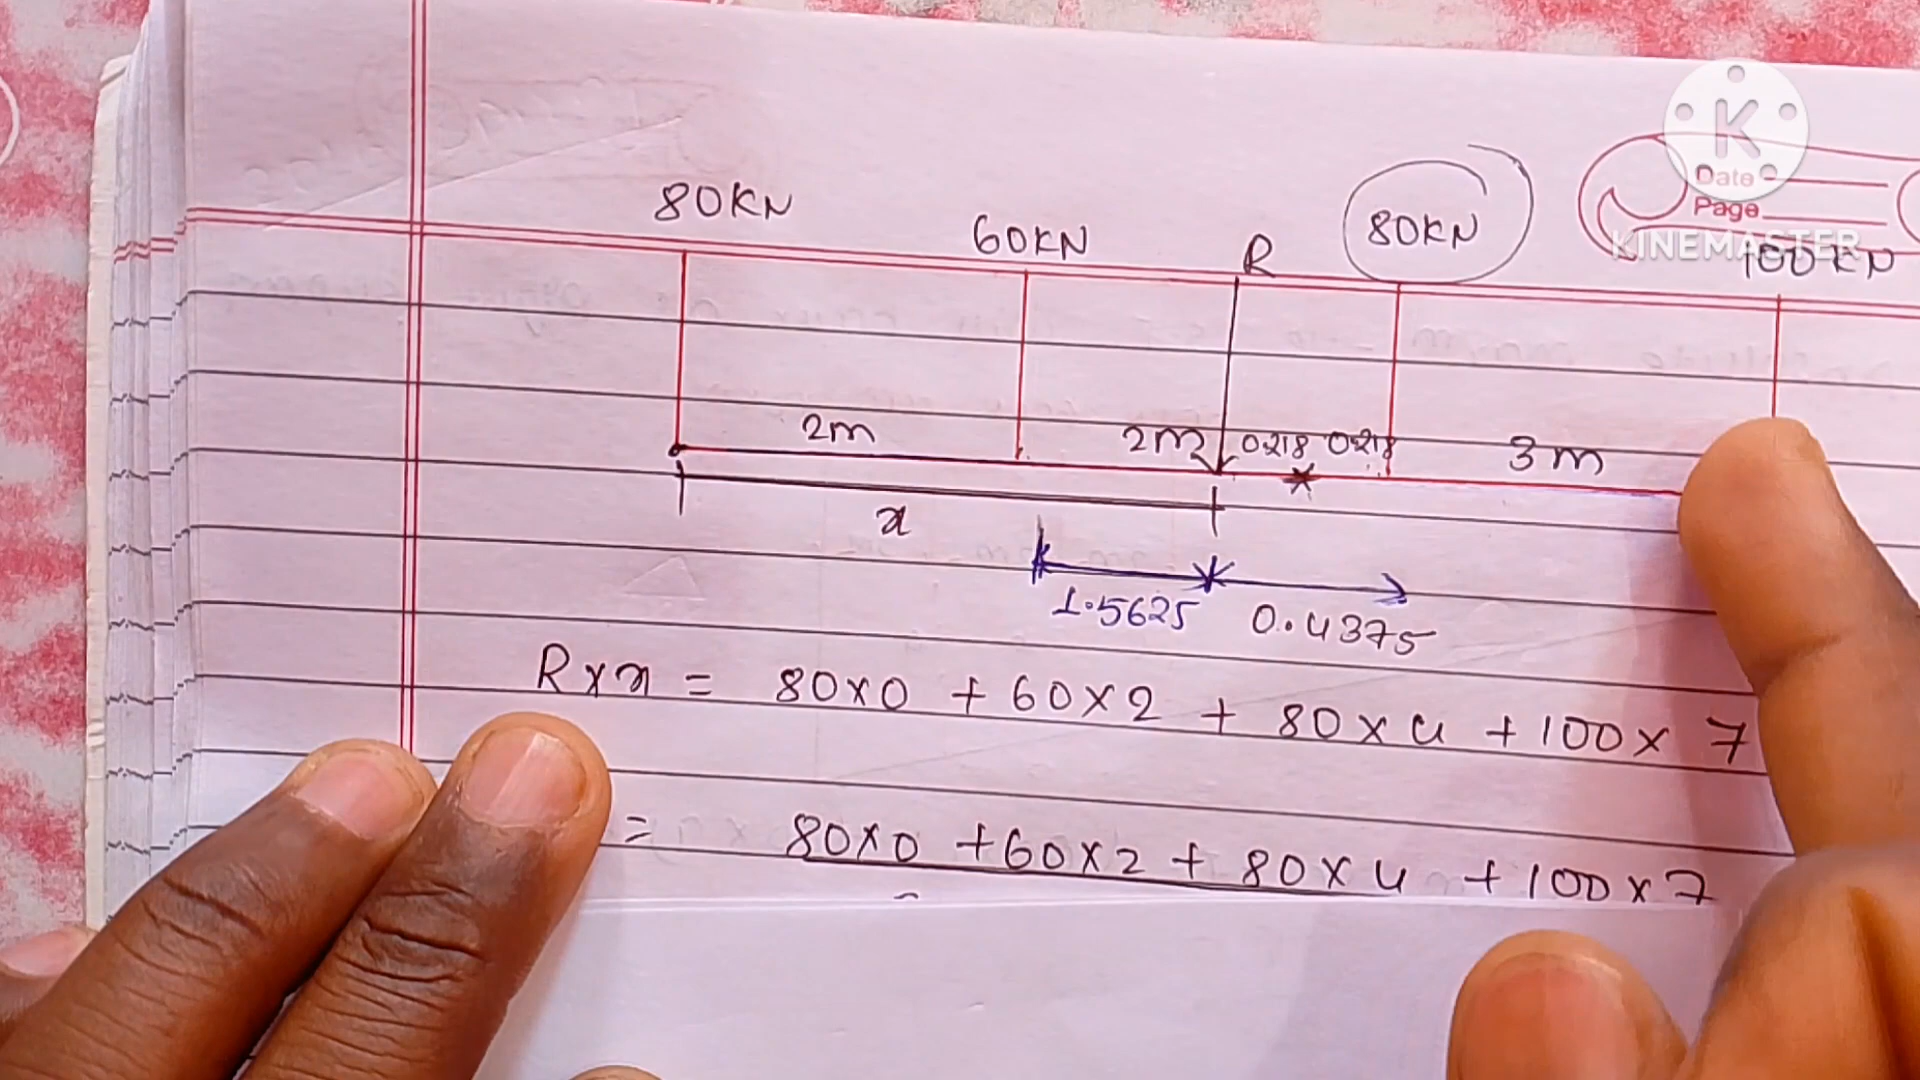 Date
Page
KINEMASTER
80KN 60KN R 80KN 100KN
2m 2m 0.218 0.218 3m
x
1.5625 0.4375
R×x = 80×0 + 60×2 + 80×4 + 100×7
= 80×0 + 60×2 + 80×4 + 100×7